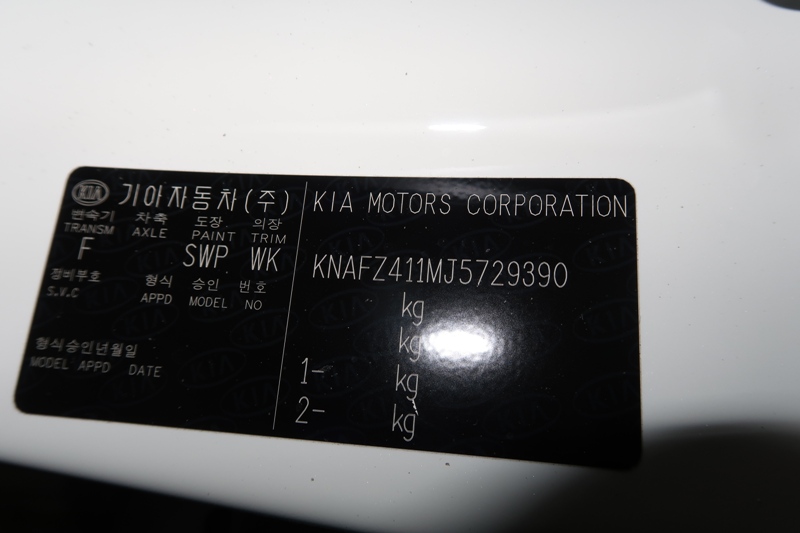 KIA 기아자동차(주)
변속기 차축 도장 의장
TRANSM AXLE PAINT TRIM
F SWP WK
정비부호 형식 승인 번호
S.V.C APPD MODEL NO
형식승인년월일
MODEL APPD DATE
KIA MOTORS CORPORATION
KNAFZ411MJ5729390
kg
kg
1- kg
2- kg